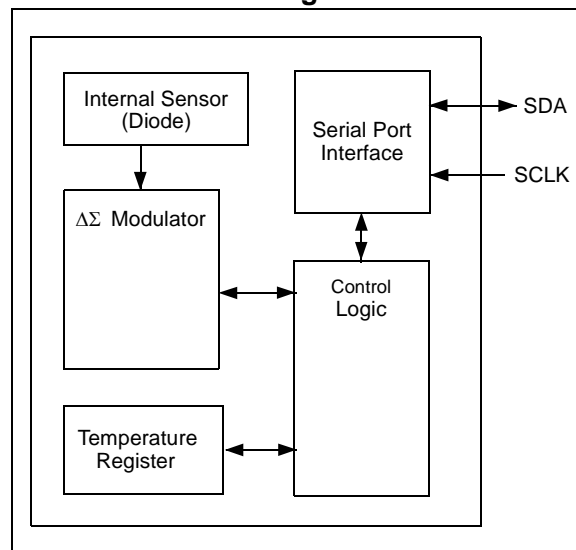 Internal Sensor
(Diode)
Serial Port
Interface
SDA
SCLK
ΔΣ Modulator
Control
Logic
Temperature
Register